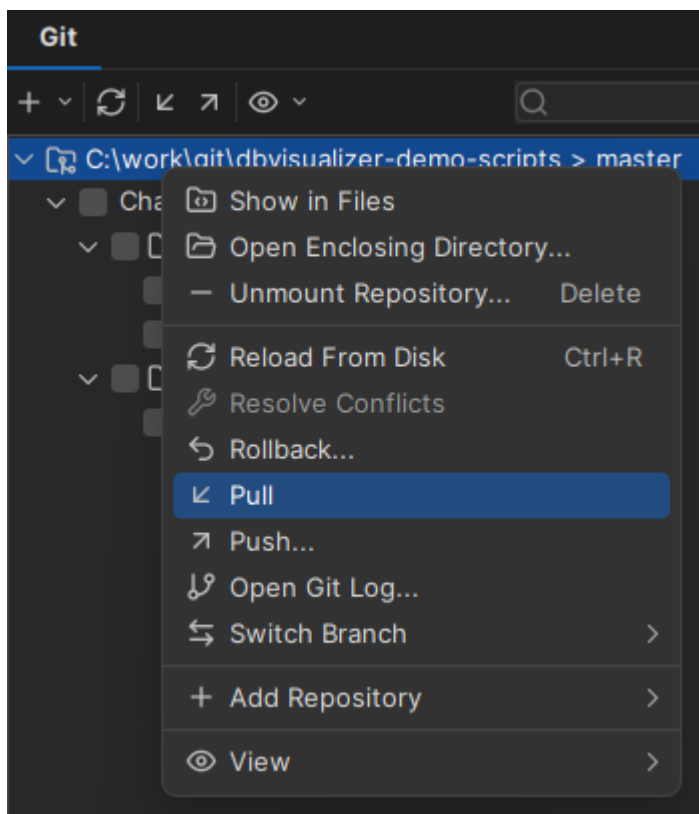 Git
C:\work\git\dbvisualizer-demo-scripts > master
Cha
Show in Files
Open Enclosing Directory...
Unmount Repository... Delete
Reload From Disk Ctrl+R
Resolve Conflicts
Rollback...
Pull
Push...
Open Git Log...
Switch Branch
Add Repository
View